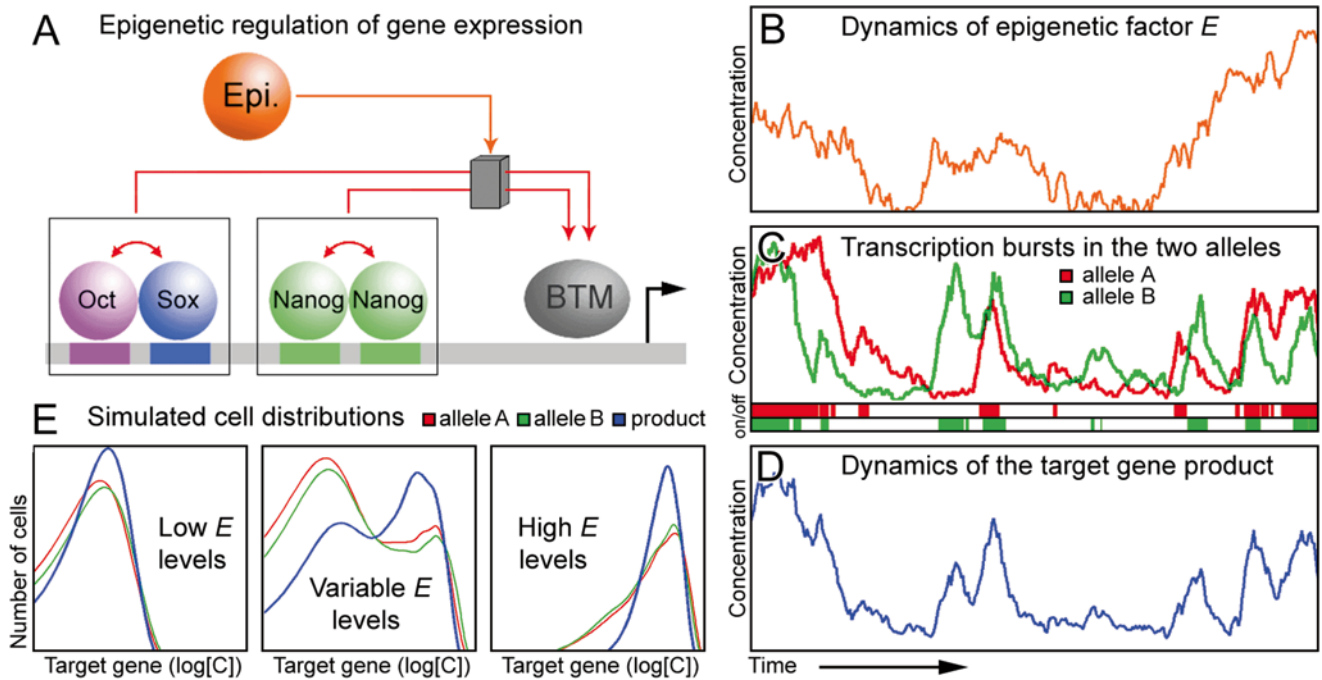 A Epigenetic regulation of gene expression
Epi.
Oct Sox Nanog Nanog BTM
B Dynamics of epigenetic factor E
Concentration
C Transcription bursts in the two alleles
allele A
allele B
Concentration
on/off
D Dynamics of the target gene product
Concentration
Time
E Simulated cell distributions allele A allele B product
Number of cells
Low E
levels
Variable E
levels
High E
levels
Target gene (log[C]) Target gene (log[C]) Target gene (log[C])